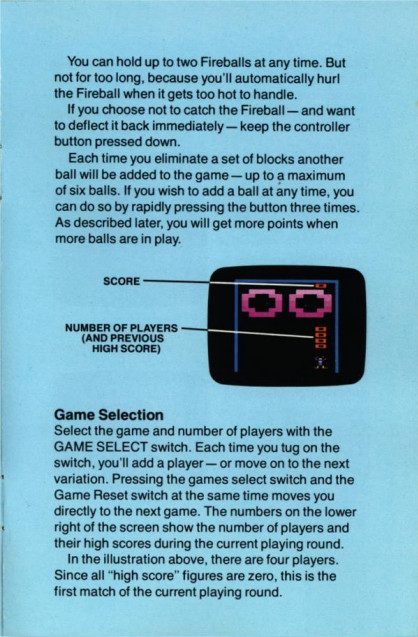 You can hold up to two Fireballs at any time. But
not for too long, because you'll automatically hurl
the Fireball when it gets too hot to handle.
If you choose not to catch the Fireball — and want
to deflect it back immediately — keep the controller
button pressed down.
Each time you eliminate a set of blocks another
ball will be added to the game — up to a maximum
of six balls. If you wish to add a ball at any time, you
can do so by rapidly pressing the button three times.
As described later, you will get more points when
more balls are in play.
SCORE
NUMBER OF PLAYERS
(AND PREVIOUS
HIGH SCORE)
Game Selection
Select the game and number of players with the
GAME SELECT switch. Each time you tug on the
switch, you'll add a player — or move on to the next
variation. Pressing the games select switch and the
Game Reset switch at the same time moves you
directly to the next game. The numbers on the lower
right of the screen show the number of players and
their high scores during the current playing round.
In the illustration above, there are four players.
Since all "high score" figures are zero, this is the
first match of the current playing round.